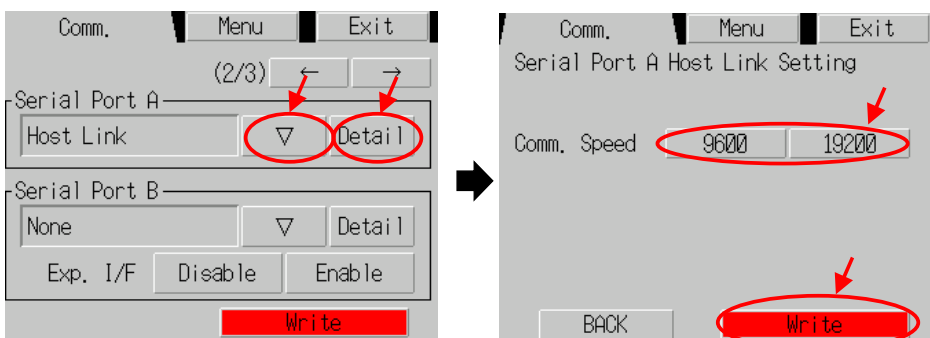 Comm. Menu Exit
(2/3) ← →
Serial Port A
Host Link ▽ Detail
Serial Port B
None ▽ Detail
Exp. I/F Disable Enable
Write
Comm. Menu Exit
Serial Port A Host Link Setting
Comm. Speed 9600 19200
BACK Write